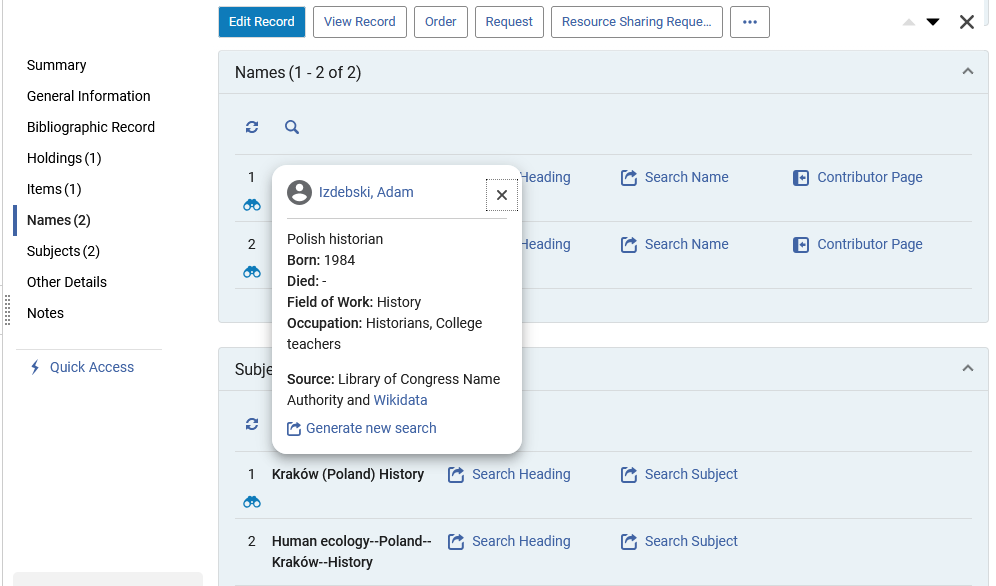 Edit Record View Record Order Request Resource Sharing Reque... •••
Summary
General Information
Bibliographic Record
Holdings (1)
Items (1)
Names (2)
Subjects (2)
Other Details
Notes
Quick Access
Names (1 - 2 of 2)
1 Heading Search Name Contributor Page
2 Heading Search Name Contributor Page
Izdebski, Adam
Polish historian
Born: 1984
Died: -
Field of Work: History
Occupation: Historians, College
teachers
Source: Library of Congress Name
Authority and Wikidata
Generate new search
Subje
1 Kraków (Poland) History Search Heading Search Subject
2 Human ecology--Poland-- Search Heading Search Subject
Kraków--History